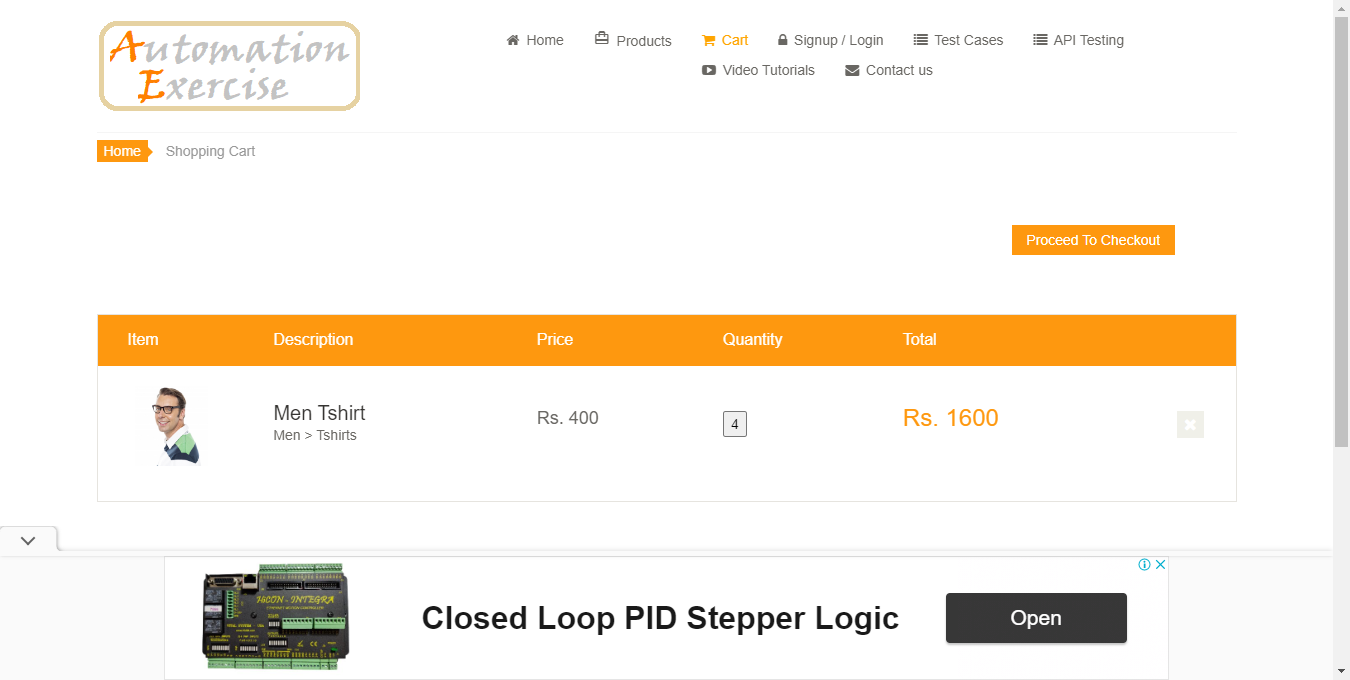 Automation
Exercise
Home Products Cart Signup / Login Test Cases API Testing
Video Tutorials Contact us
Home Shopping Cart
Proceed To Checkout
Item Description Price Quantity Total
Men Tshirt
Men > Tshirts
Rs. 400
4
Rs. 1600
HiCON - INTEGRA
Closed Loop PID Stepper Logic
Open